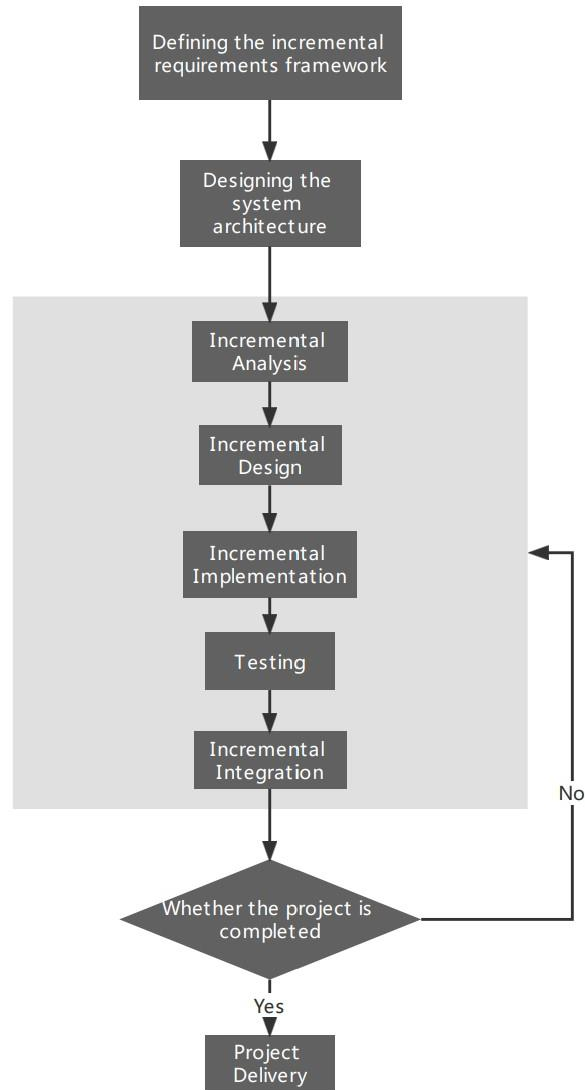 Defining the incremental
requirements framework
Designing the
system
architecture
Incremental
Analysis
Incremental
Design
Incremental
Implementation
Testing
Incremental
Integration
No
Whether the project is
completed
Yes
Project
Delivery